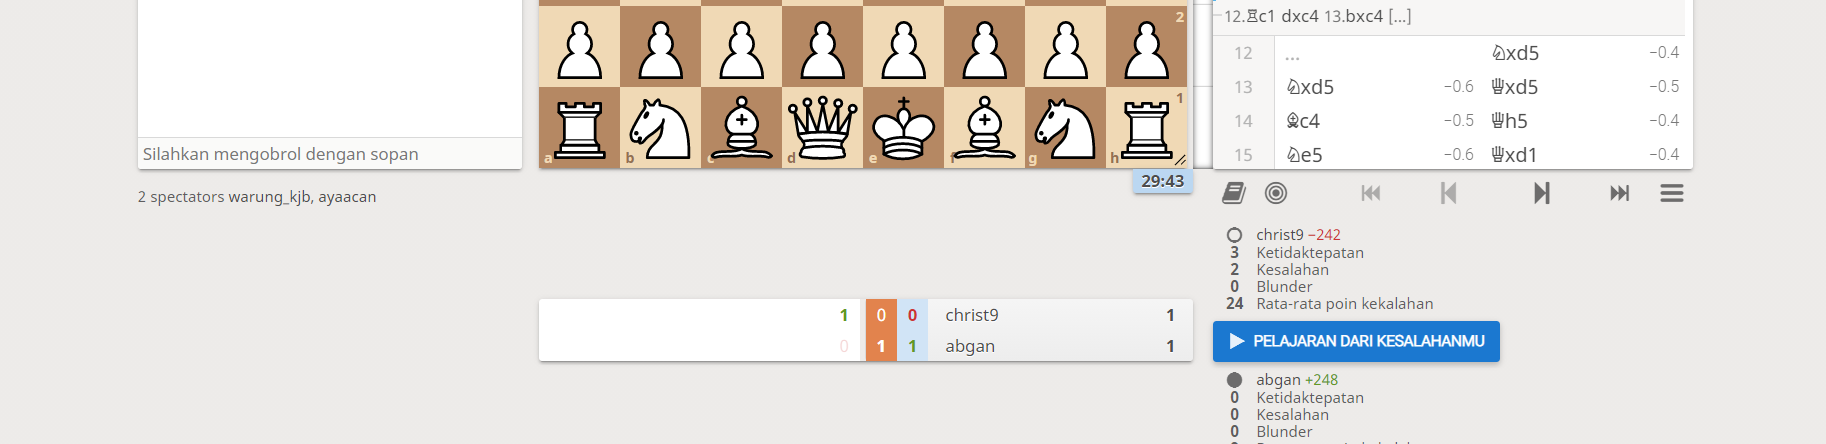 12.♖c1 dxc4 13.bxc4 [...]
12 ... ♘xd5 −0.4
13 ♘xd5 −0.6 ♕xd5 −0.5
14 ♗c4 −0.5 ♕h5 −0.4
15 ♘e5 −0.6 ♕xd1 −0.4
2
1
a b c d e f g h
Silahkan mengobrol dengan sopan
29:43
2 spectators warung_kjb, ayaacan
christ9 −242
3 Ketidaktepatan
2 Kesalahan
0 Blunder
24 Rata-rata poin kekalahan
1 0 0 christ9 1
0 1 1 abgan 1
PELAJARAN DARI KESALAHANMU
abgan +248
0 Ketidaktepatan
0 Kesalahan
0 Blunder